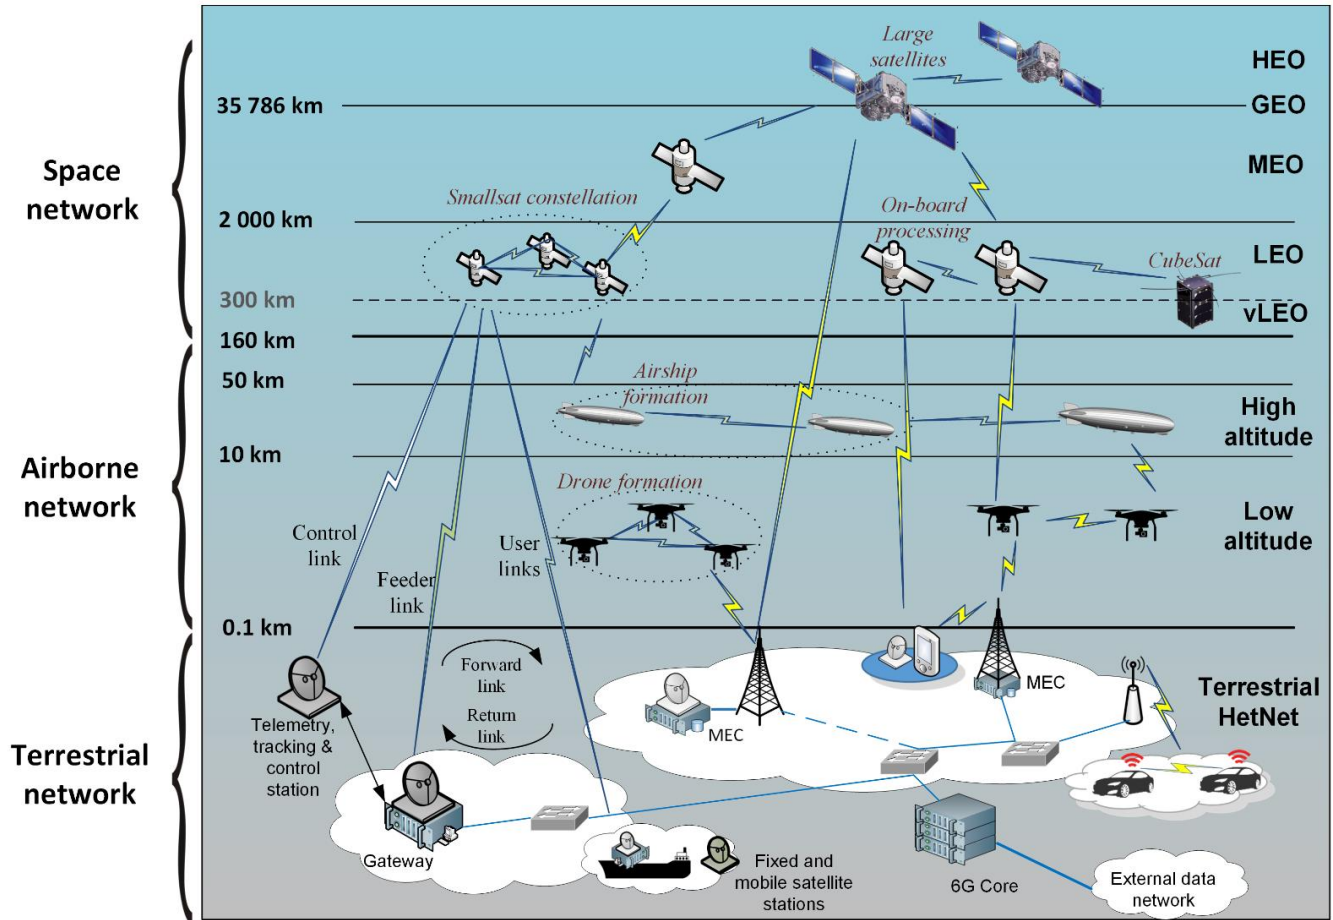 Large
satellites
HEO
35 786 km
GEO
Space
network
MEO
Smallsat constellation
2 000 km
On-board
processing
LEO
CubeSat
300 km
vLEO
160 km
50 km
Airship
formation
High
altitude
10 km
Airborne
network
Drone formation
Low
altitude
Control
link
User
links
Feeder
link
0.1 km
Forward
link
Return
link
MEC
MEC
Terrestrial
HetNet
Telemetry,
tracking &
control
station
Terrestrial
network
Gateway
Fixed and
mobile satellite
stations
6G Core
External data
network